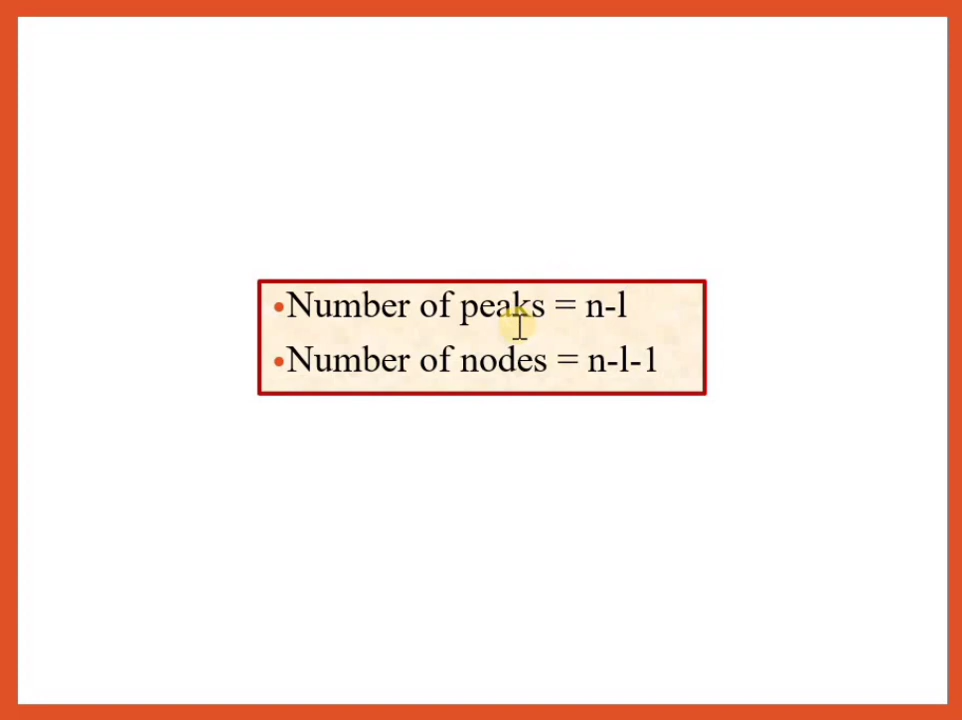 •Number of peaks = n-l
•Number of nodes = n-l-1